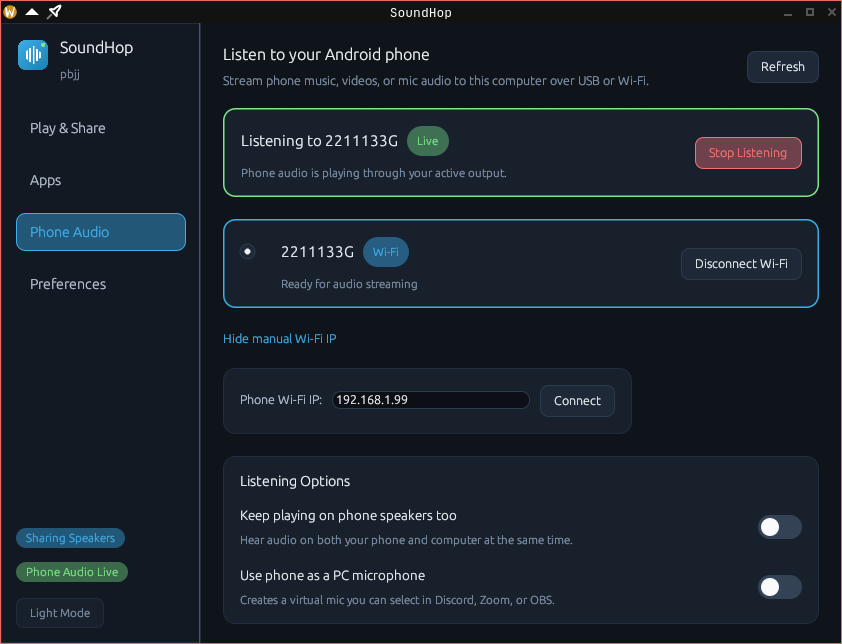 SoundHop
SoundHop
pbjj
Play & Share
Apps
Phone Audio
Preferences
Sharing Speakers
Phone Audio Live
Light Mode
Listen to your Android phone
Stream phone music, videos, or mic audio to this computer over USB or Wi-Fi.
Refresh
Listening to 2211133G Live
Phone audio is playing through your active output.
Stop Listening
2211133G Wi-Fi
Ready for audio streaming
Disconnect Wi-Fi
Hide manual Wi-Fi IP
Phone Wi-Fi IP: 192.168.1.99 Connect
Listening Options
Keep playing on phone speakers too
Hear audio on both your phone and computer at the same time.
Use phone as a PC microphone
Creates a virtual mic you can select in Discord, Zoom, or OBS.